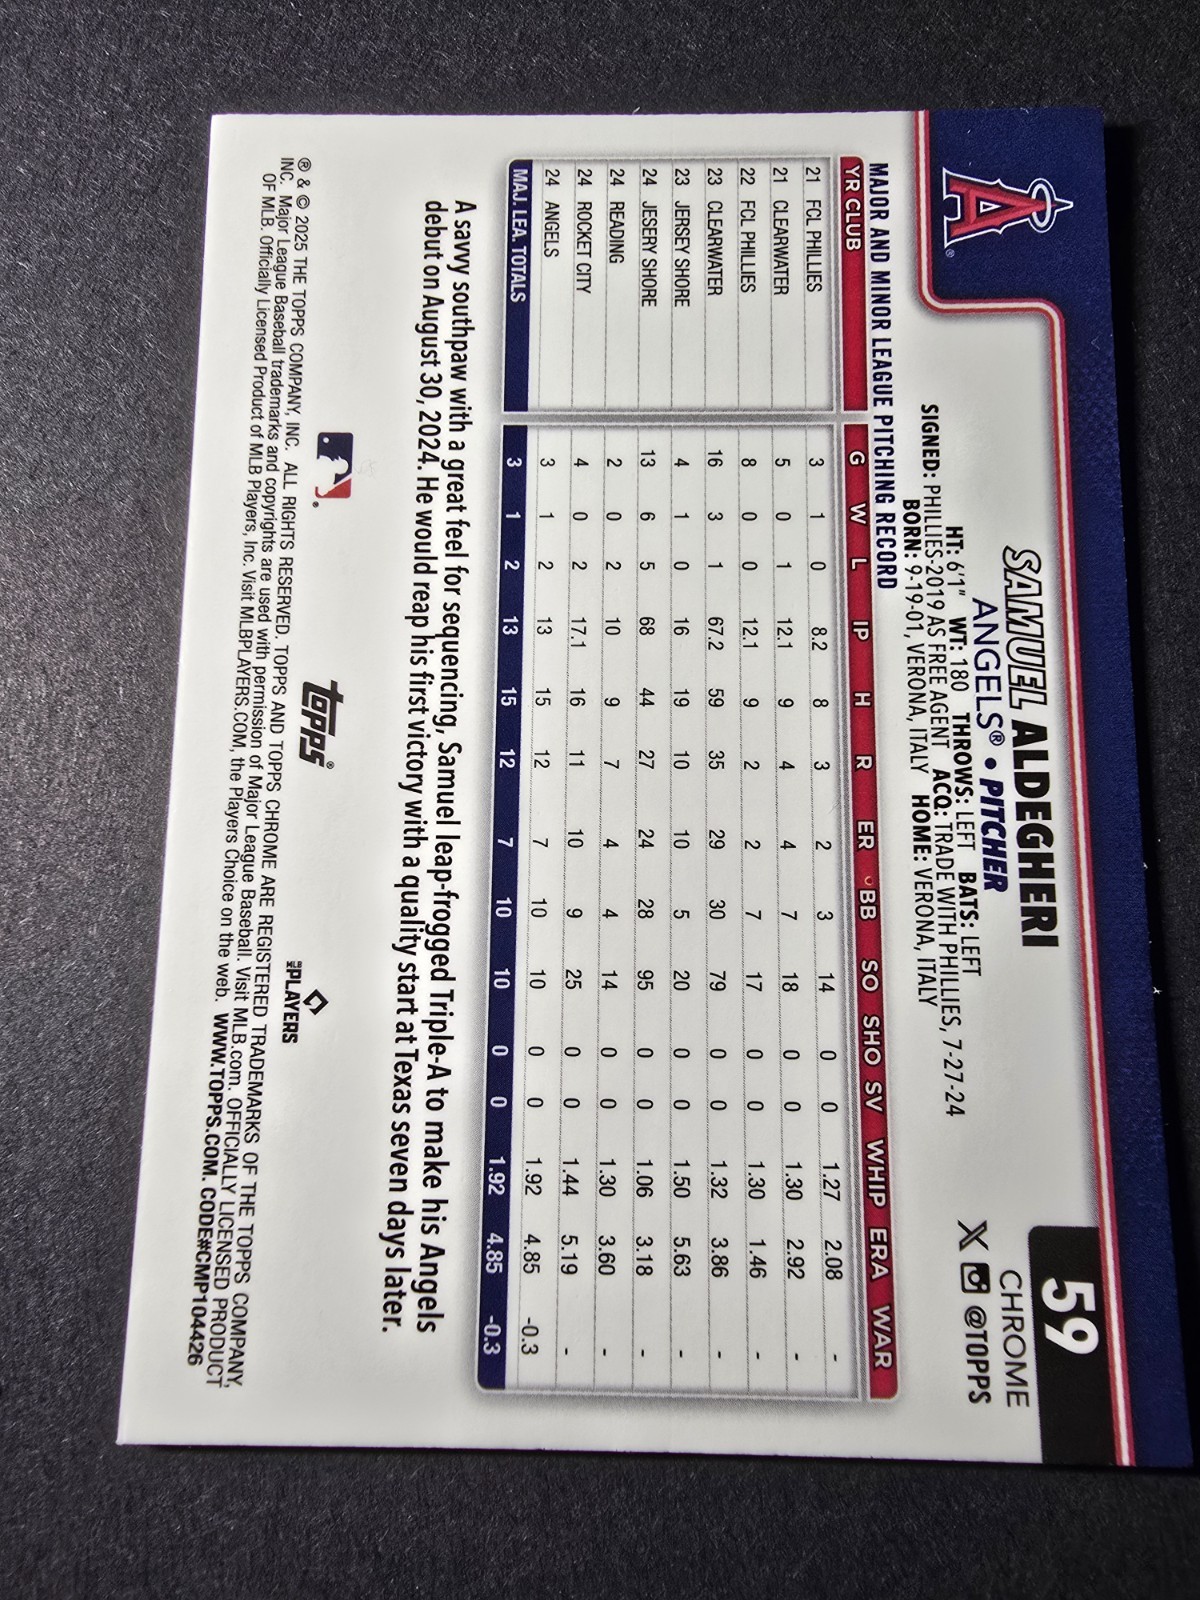 A®
59
CHROME
@TOPPS
SAMUEL ALDEGHERI
ANGELS® • PITCHER
HT: 6'1" WT: 180 THROWS: LEFT BATS: LEFT
SIGNED: PHILLIES-2019 AS FREE AGENT ACQ: TRADE WITH PHILLIES, 7-27-24
BORN: 9-19-01, VERONA, ITALY HOME: VERONA, ITALY
MAJOR AND MINOR LEAGUE PITCHING RECORD
YR CLUB G W L IP H R ER BB SO SHO SV WHIP ERA WAR
21 FCL PHILLIES 3 1 0 8.2 8 3 2 3 14 0 0 1.27 2.08 -
21 CLEARWATER 5 0 1 12.1 9 4 4 7 18 0 0 1.30 2.92 -
22 FCL PHILLIES 8 0 0 12.1 9 2 2 7 17 0 0 1.30 1.46 -
23 CLEARWATER 16 3 1 67.2 59 35 29 30 79 0 0 1.32 3.86 -
23 JERSEY SHORE 4 1 0 16 19 10 10 5 20 0 0 1.50 5.63 -
24 JESERY SHORE 13 6 5 68 44 27 24 28 95 0 0 1.06 3.18 -
24 READING 2 0 2 10 9 7 4 4 14 0 0 1.30 3.60 -
24 ROCKET CITY 4 0 2 17.1 16 11 10 9 25 0 0 1.44 5.19 -
24 ANGELS 3 1 2 13 15 12 7 10 10 0 0 1.92 4.85 -0.3
MAJ. LEA. TOTALS 3 1 2 13 15 12 7 10 10 0 0 1.92 4.85 -0.3
A savvy southpaw with a great feel for sequencing, Samuel leap-frogged Triple-A to make his Angels
debut on August 30, 2024. He would reap his first victory with a quality start at Texas seven days later.
topps®
MLB PLAYERS
® & © 2025 THE TOPPS COMPANY, INC. ALL RIGHTS RESERVED. TOPPS AND TOPPS CHROME ARE REGISTERED TRADEMARKS OF THE TOPPS COMPANY,
INC. Major League Baseball trademarks and copyrights are used with permission of Major League Baseball. Visit MLB.com. OFFICIALLY LICENSED PRODUCT
OF MLB. Officially Licensed Product of MLB Players, Inc. Visit MLBPLAYERS.COM, the Players Choice on the web. WWW.TOPPS.COM. CODE#CMP104426